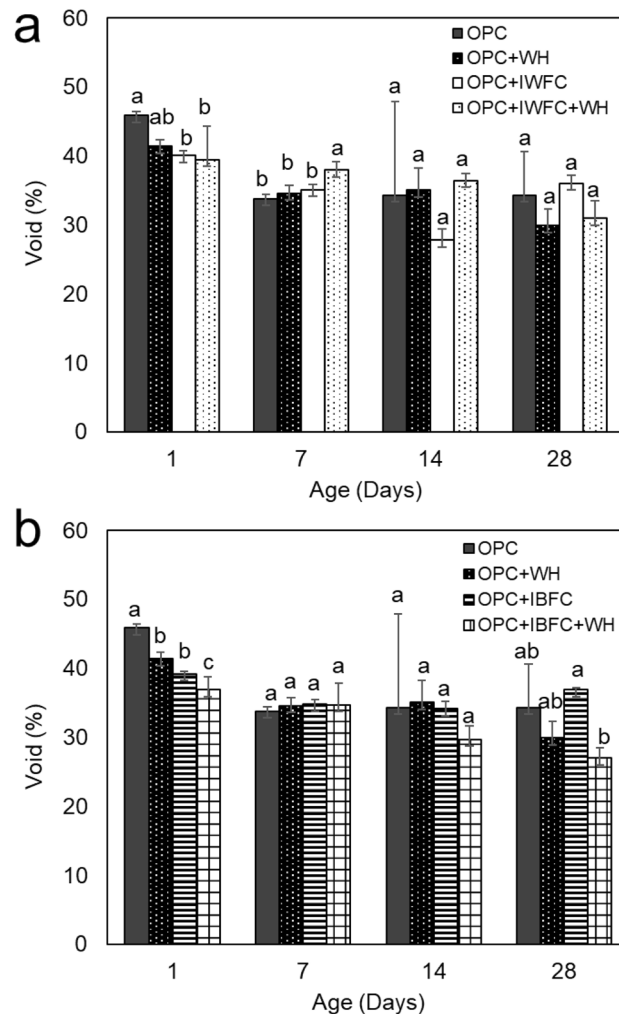 a
60
50
40
30
20
10
0
Void (%)
OPC
OPC+WH
OPC+IWFC
OPC+IWFC+WH
a ab b b
b b b a
a a a a
a a a a
1 7 14 28
Age (Days)
b
60
50
40
30
20
10
0
Void (%)
OPC
OPC+WH
OPC+IBFC
OPC+IBFC+WH
a b b c
a a a a
a a a a
ab ab a b
1 7 14 28
Age (Days)